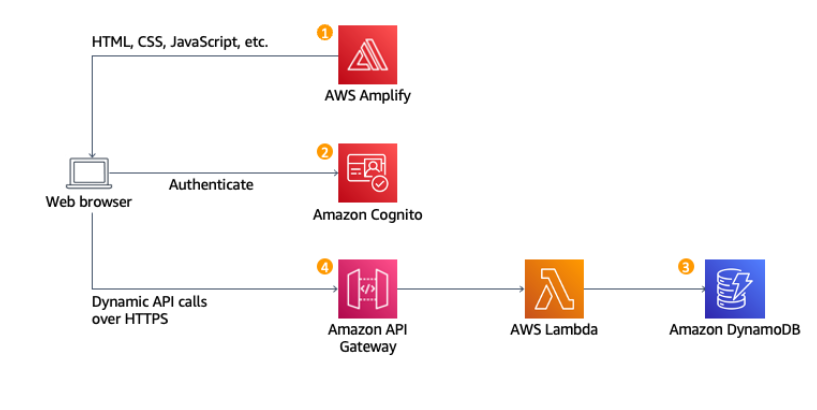 HTML, CSS, JavaScript, etc.
1
AWS Amplify
2
Web browser
Authenticate
Amazon Cognito
4
3
Dynamic API calls
over HTTPS
Amazon API
Gateway
AWS Lambda
Amazon DynamoDB